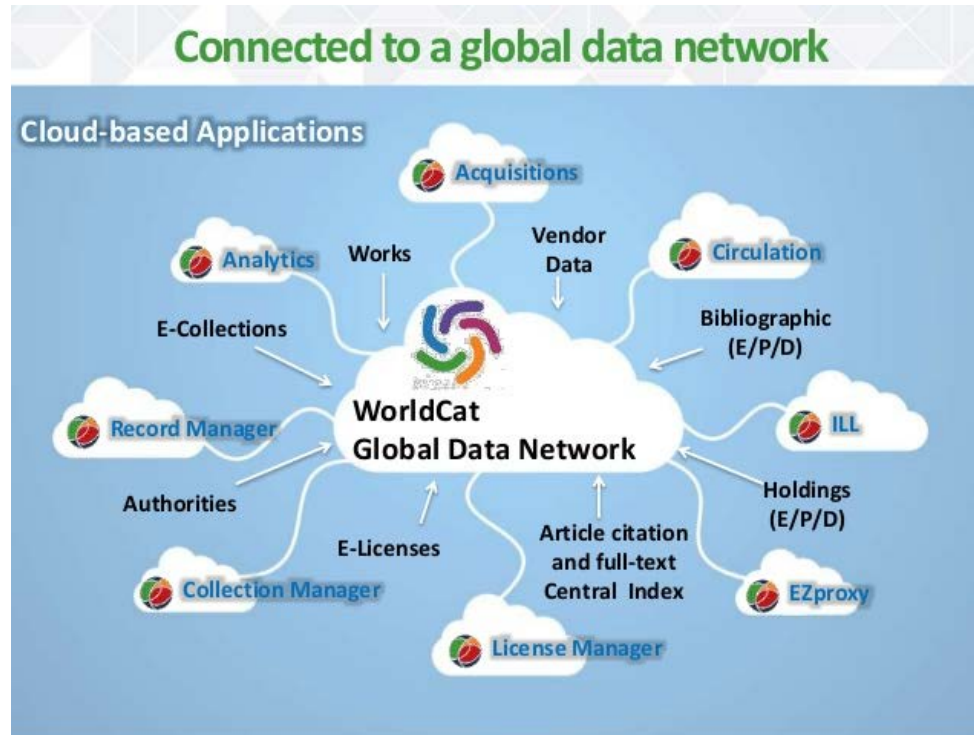 Connected to a global data network
Cloud-based Applications
Acquisitions
Analytics
Works
Vendor
Data
Circulation
E-Collections
Bibliographic
(E/P/D)
WorldCat
Global Data Network
Record Manager
ILL
Authorities
Holdings
(E/P/D)
E-Licenses
Article citation
and full-text
Central Index
Collection Manager
EZproxy
License Manager